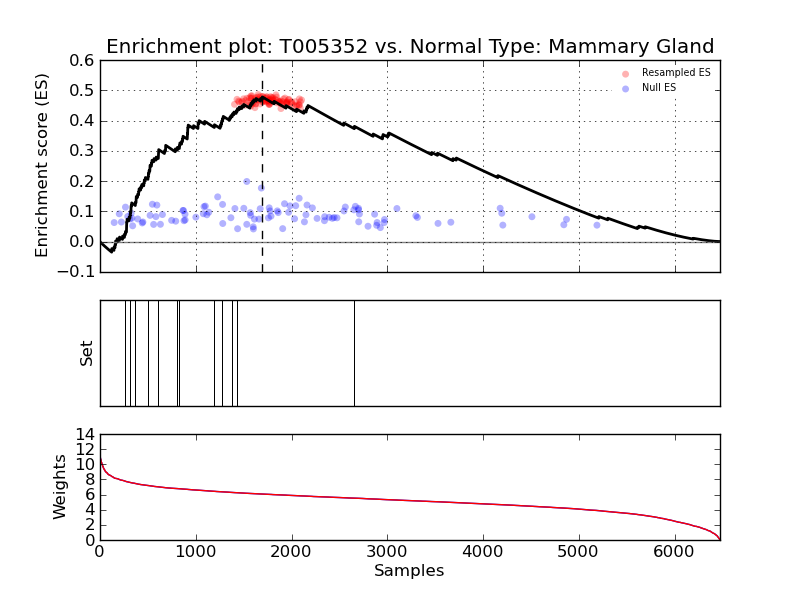 Enrichment plot: T005352 vs. Normal Type: Mammary Gland
Enrichment score (ES)
0.6
0.5
0.4
0.3
0.2
0.1
0.0
−0.1
Resampled ES
Null ES
Set
Weights
14
12
10
8
6
4
2
0
0 1000 2000 3000 4000 5000 6000
Samples